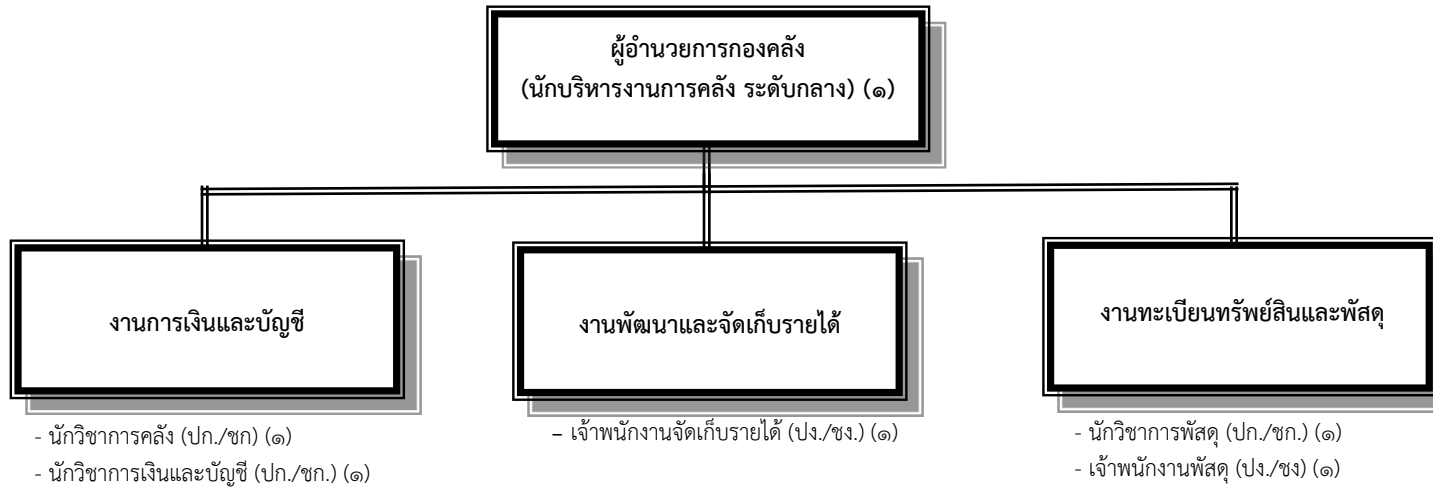 ผู้อำนวยการกองคลัง
(นักบริหารงานการคลัง ระดับกลาง) (๑)
งานการเงินและบัญชี
- นักวิชาการคลัง (ปก./ชก) (๑)
- นักวิชาการเงินและบัญชี (ปก./ชก.) (๑)
งานพัฒนาและจัดเก็บรายได้
– เจ้าพนักงานจัดเก็บรายได้ (ปง./ชง.) (๑)
งานทะเบียนทรัพย์สินและพัสดุ
- นักวิชาการพัสดุ (ปก./ชก.) (๑)
- เจ้าพนักงานพัสดุ (ปง./ชง) (๑)